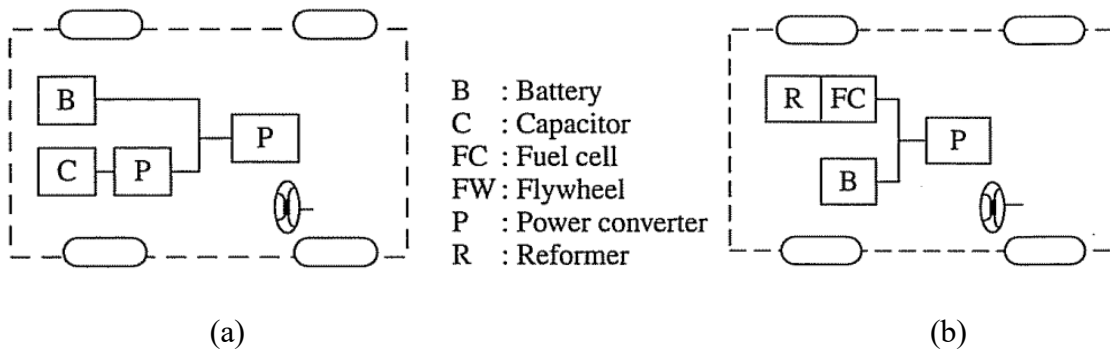 B
C
P
P
B : Battery
C : Capacitor
FC : Fuel cell
FW : Flywheel
P : Power converter
R : Reformer
R FC
B
P
(a)
(b)